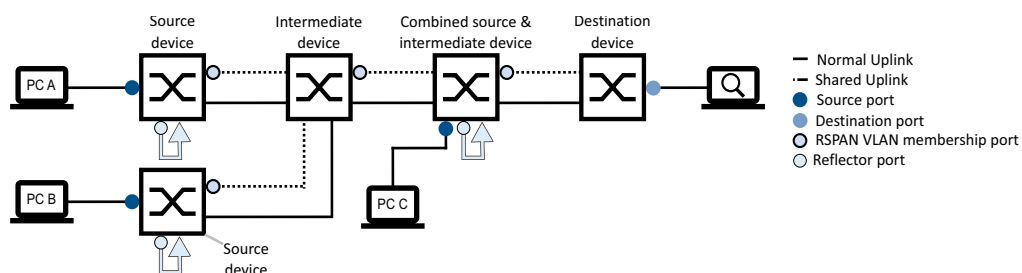 Source
device
Intermediate
device
Combined source &
intermediate device
Destination
device
PC A
PC B
PC C
Source
device
Normal Uplink
Shared Uplink
Source port
Destination port
RSPAN VLAN membership port
Reflector port